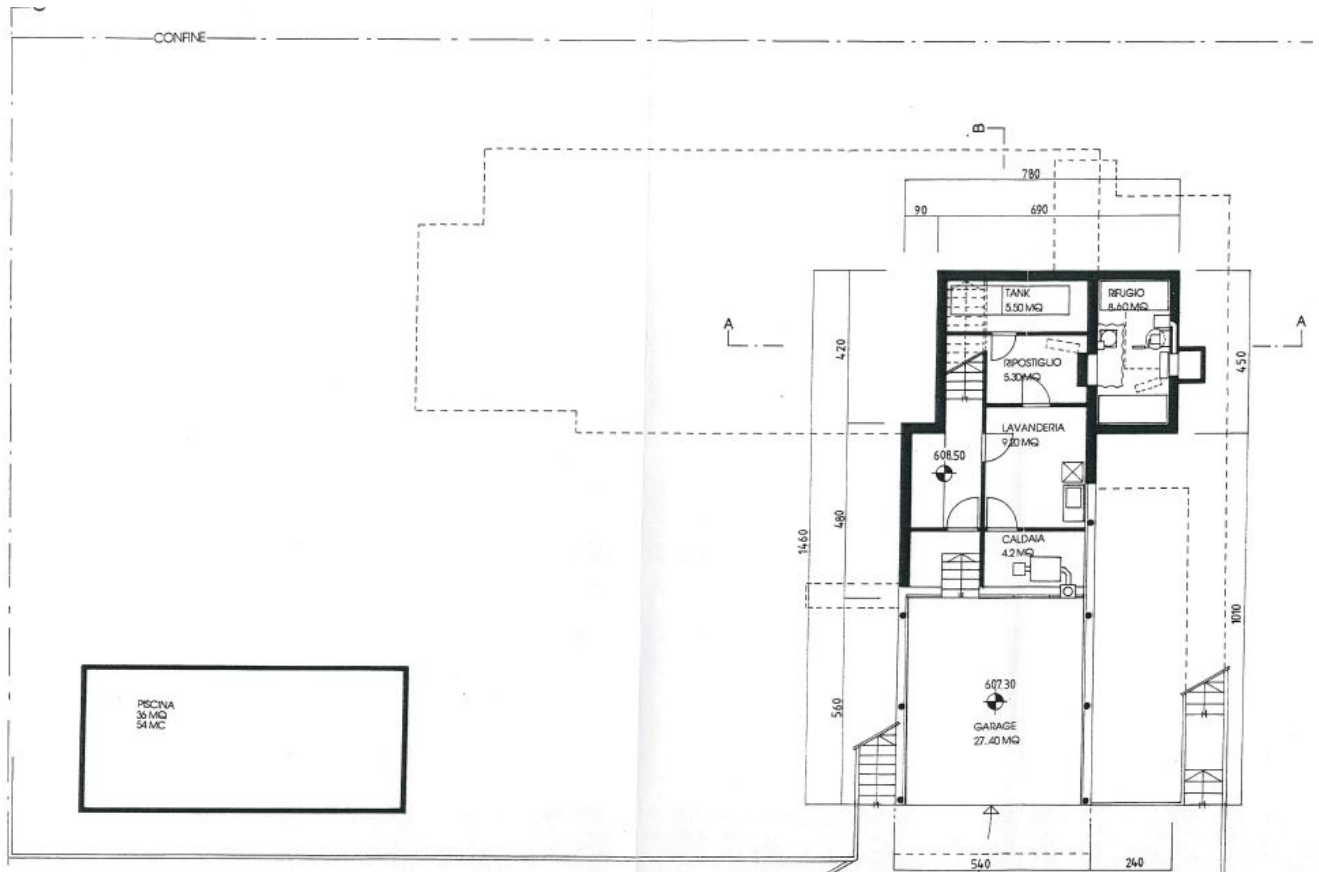 CONFINE
B
780
90
690
TANK
5.50 MQ
RIFUGIO
8.60 MQ
A
A
420
450
RIPOSTIGLIO
5.30 MQ
LAVANDERIA
9.20 MQ
608.50
480
1460
CALDAIA
4.2 MQ
1010
PISCINA
36 MQ
54 MC
607.30
560
GARAGE
27.40 MQ
540
240